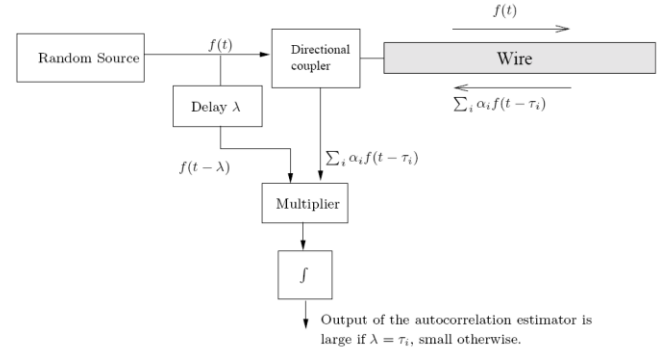 f(t)
Random Source
f(t)
Directional
coupler
Wire
Delay λ
∑ᵢ αᵢf(t − τᵢ)
f(t − λ)
∑ᵢ αᵢf(t − τᵢ)
Multiplier
∫
Output of the autocorrelation estimator is
large if λ = τᵢ, small otherwise.